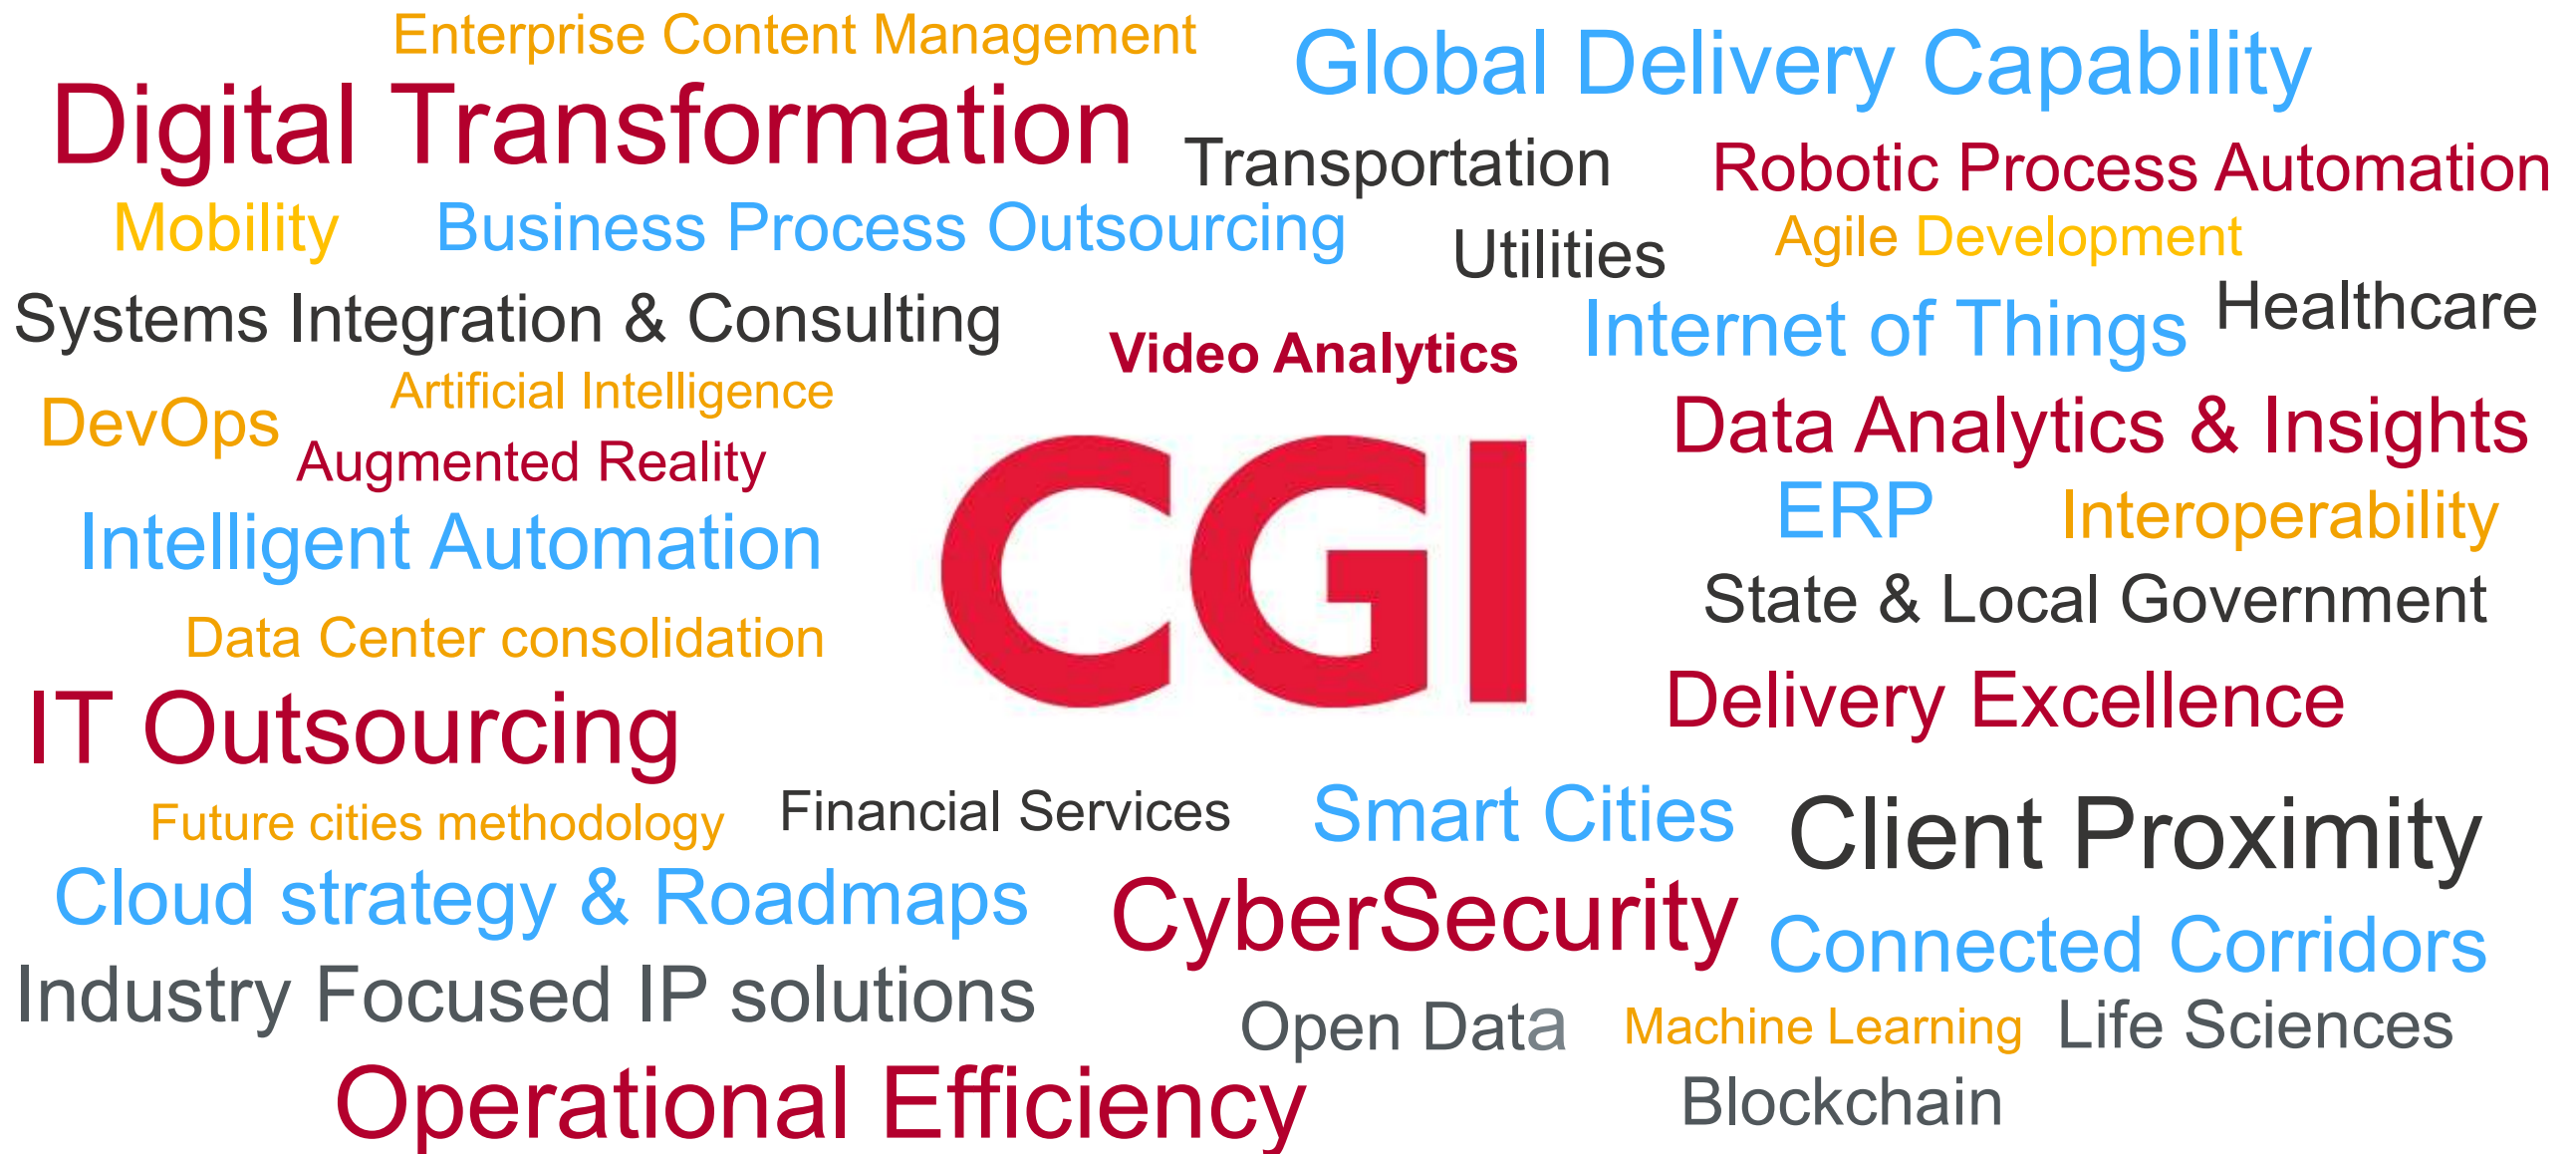 Enterprise Content Management
Global Delivery Capability
Digital Transformation
Transportation
Robotic Process Automation
Mobility
Business Process Outsourcing
Utilities
Agile Development
Systems Integration & Consulting
Video Analytics
Internet of Things
Healthcare
DevOps
Artificial Intelligence
Augmented Reality
Data Analytics & Insights
CGI
Intelligent Automation
ERP
Interoperability
State & Local Government
Data Center consolidation
IT Outsourcing
Delivery Excellence
Future cities methodology
Financial Services
Smart Cities
Client Proximity
Cloud strategy & Roadmaps
CyberSecurity
Connected Corridors
Industry Focused IP solutions
Open Data
Machine Learning
Life Sciences
Operational Efficiency
Blockchain